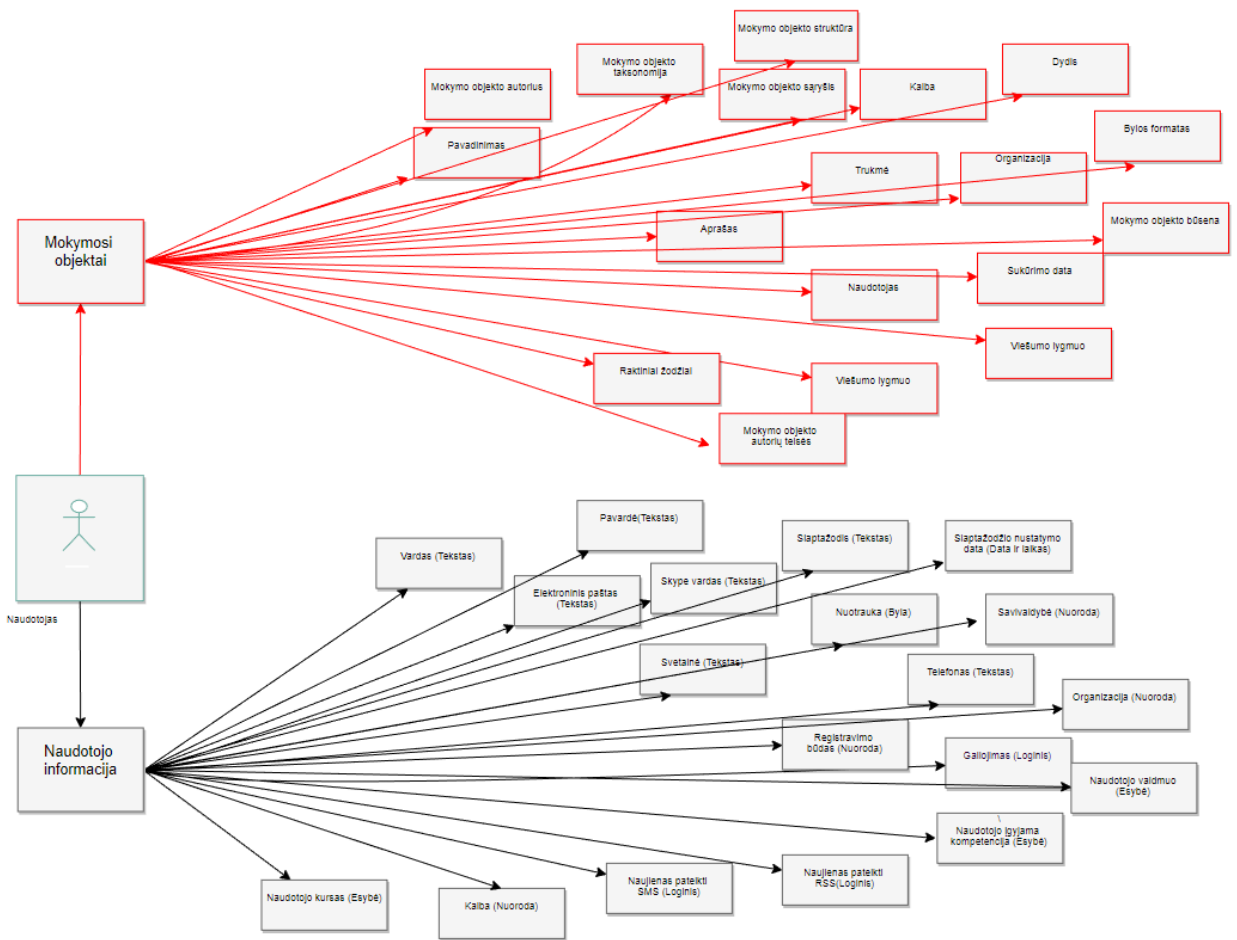 Mokymo objekto struktūra
Mokymo objekto
taksonomija
Dydis
Mokymo objekto autorius
Mokymo objekto sąryšis
Kalba
Bylos formatas
Pavadinimas
Trukmė
Organizacija
Mokymo objekto būsena
Aprašas
Mokymosi
objektai
Sukūrimo data
Naudotojas
Viešumo lygmuo
Raktiniai žodžiai
Viešumo lygmuo
Mokymo objekto
autorių teisės
Pavardė(Tekstas)
Slaptažodis (Tekstas)
Slaptažodžio nustatymo
data (Data ir laikas)
Vardas (Tekstas)
Elektroninis paštas
(Tekstas)
Skype vardas (Tekstas)
Nuotrauka (Byla)
Savivaldybė (Nuoroda)
Naudotojas
Svetainė (Tekstas)
Telefonas (Tekstas)
Organizacija (Nuoroda)
Naudotojo
informacija
Registravimo
būdas (Nuoroda)
Galiojimas (Loginis)
Naudotojo vaidmuo
(Esybė)
\
Naudotojo įgyjama
kompetencija (Esybė)
Naudotojo kursas (Esybė)
Kalba (Nuoroda)
Naujienas pateikti
SMS (Loginis)
Naujienas pateikti
RSS(Loginis)